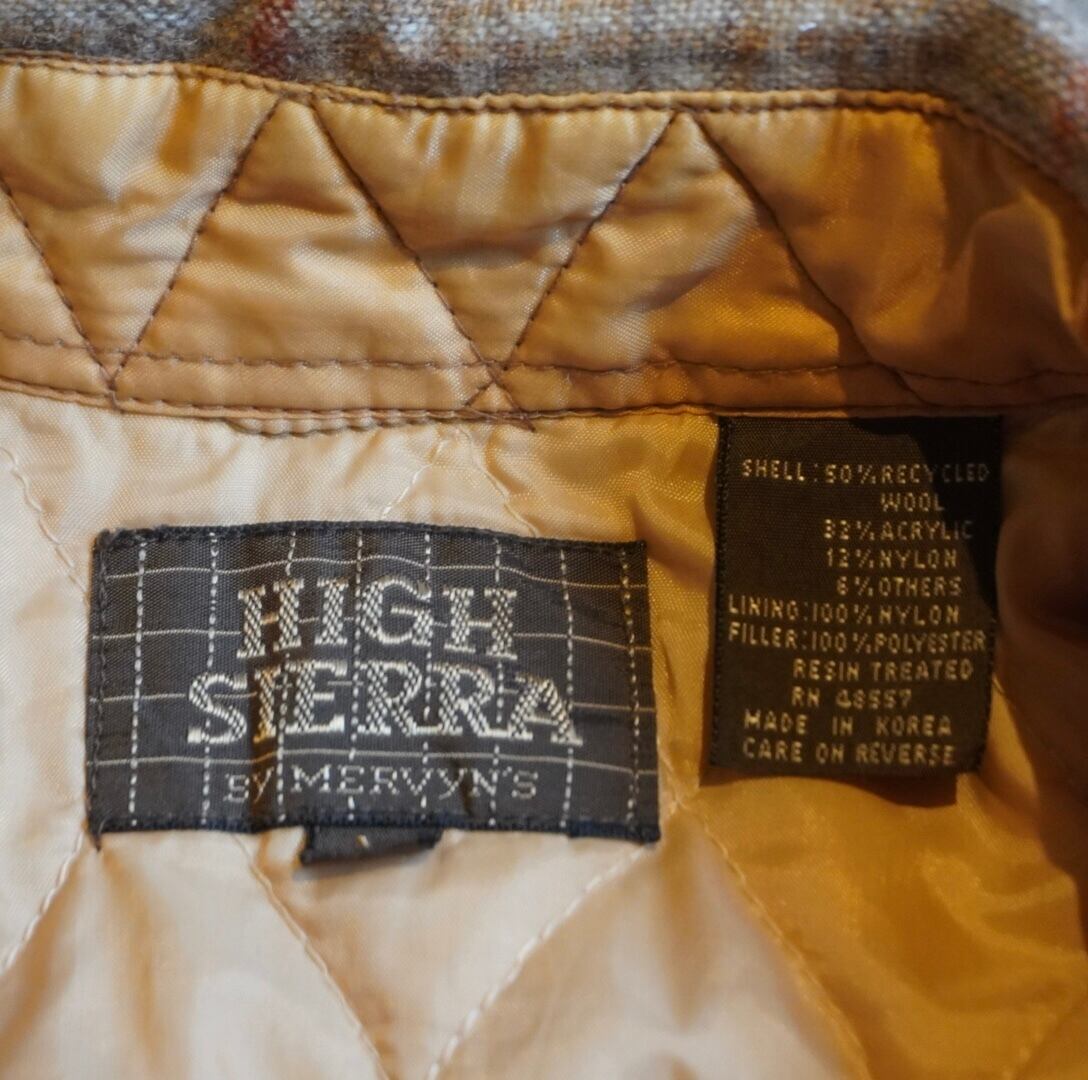 HIGH
SIERRA
BY MERVYN'S
SHELL: 50% RECYCLED
WOOL
32% ACRYLIC
12% NYLON
6% OTHERS
LINING: 100% NYLON
FILLER: 100% POLYESTER
RESIN TREATED
RN 48557
MADE IN KOREA
CARE ON REVERSE